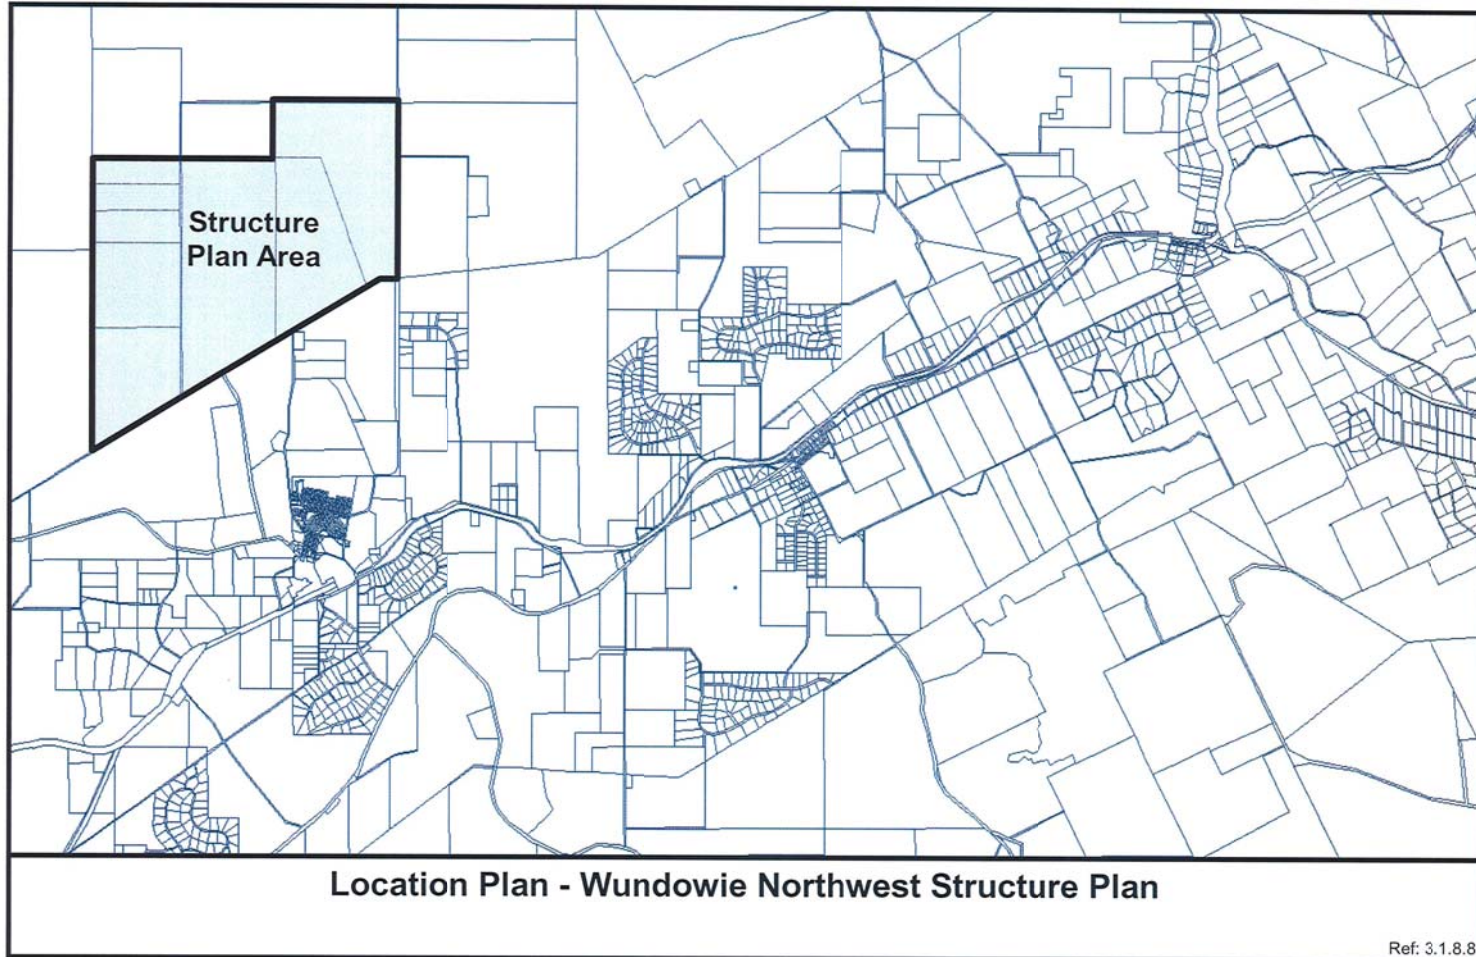 Structure
Plan Area
Location Plan - Wundowie Northwest Structure Plan
Ref: 3.1.8.8